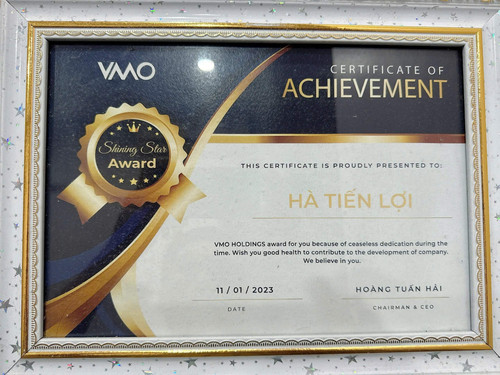 VMO
CERTIFICATE OF
ACHIEVEMENT
Shining Star
Award
THIS CERTIFICATE IS PROUDLY PRESENTED TO:
HÀ TIẾN LỢI
VMO HOLDINGS award for you because of ceaseless dedication during the
time. Wish you good health to contribute to the development of company.
We believe in you.
11 / 01 / 2023
HOÀNG TUẤN HẢI
DATE
CHAIRMAN & CEO